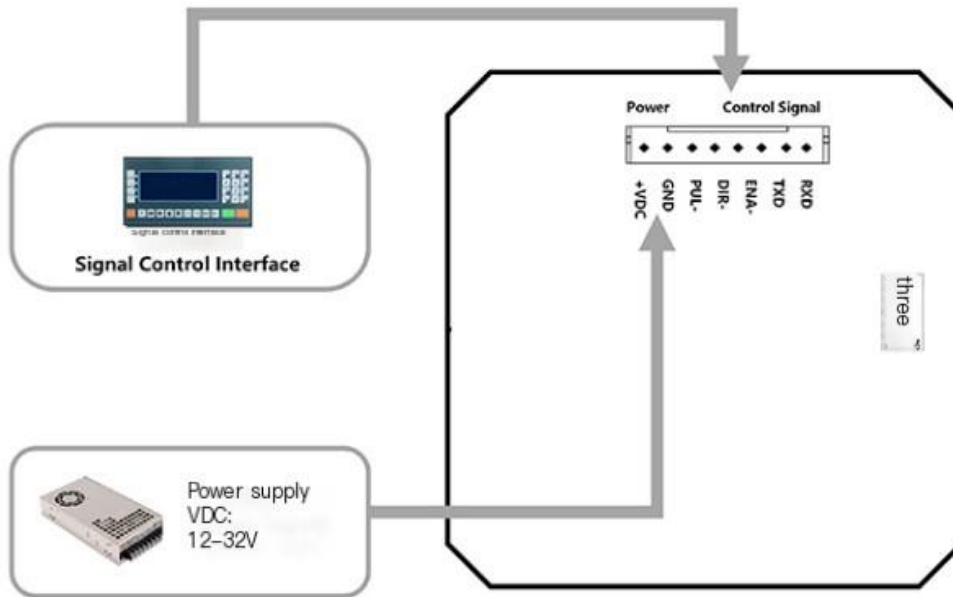 Power
Control Signal
+VDC
GND
PUL-
DIR-
ENA-
TXD
RXD
Signal Control Interface
three
Power supply
VDC:
12-32V